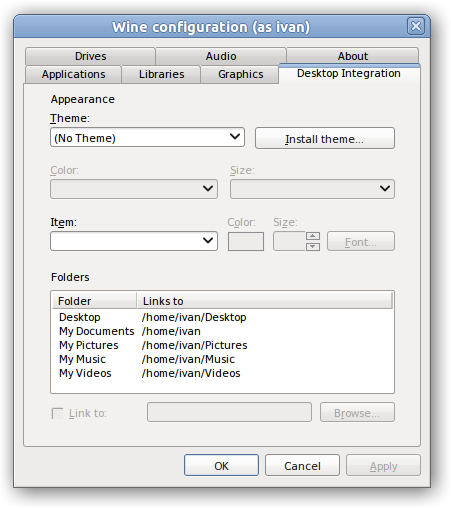 Wine configuration (as ivan)
Drives Audio About
Applications Libraries Graphics Desktop Integration
Appearance
Theme:
(No Theme) Install theme...
Color: Size:
Item: Color: Size:
Font...
Folders
Folder Links to
Desktop /home/ivan/Desktop
My Documents /home/ivan
My Pictures /home/ivan/Pictures
My Music /home/ivan/Music
My Videos /home/ivan/Videos
Link to: Browse...
OK Cancel Apply